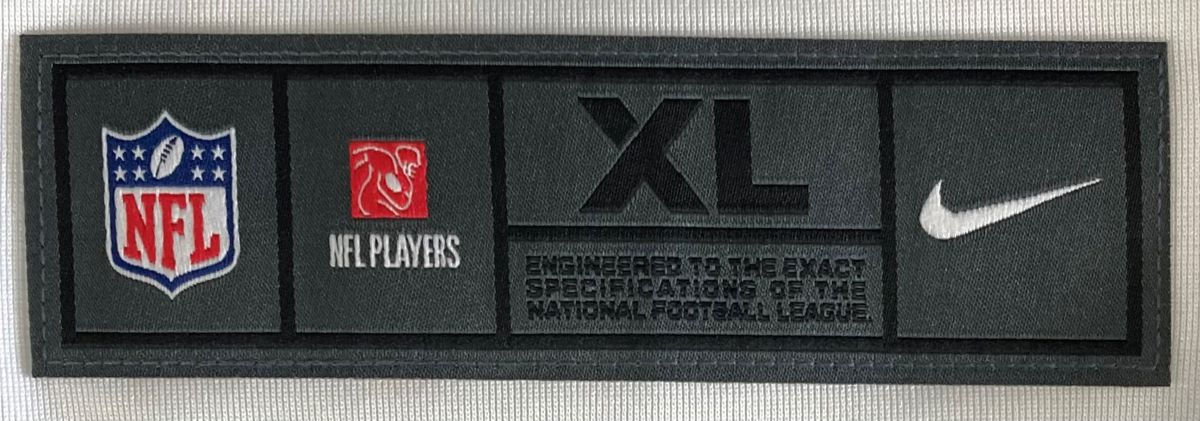 NFL
NFL PLAYERS
XL
ENGINEERED TO THE EXACT
SPECIFICATIONS OF THE
NATIONAL FOOTBALL LEAGUE.